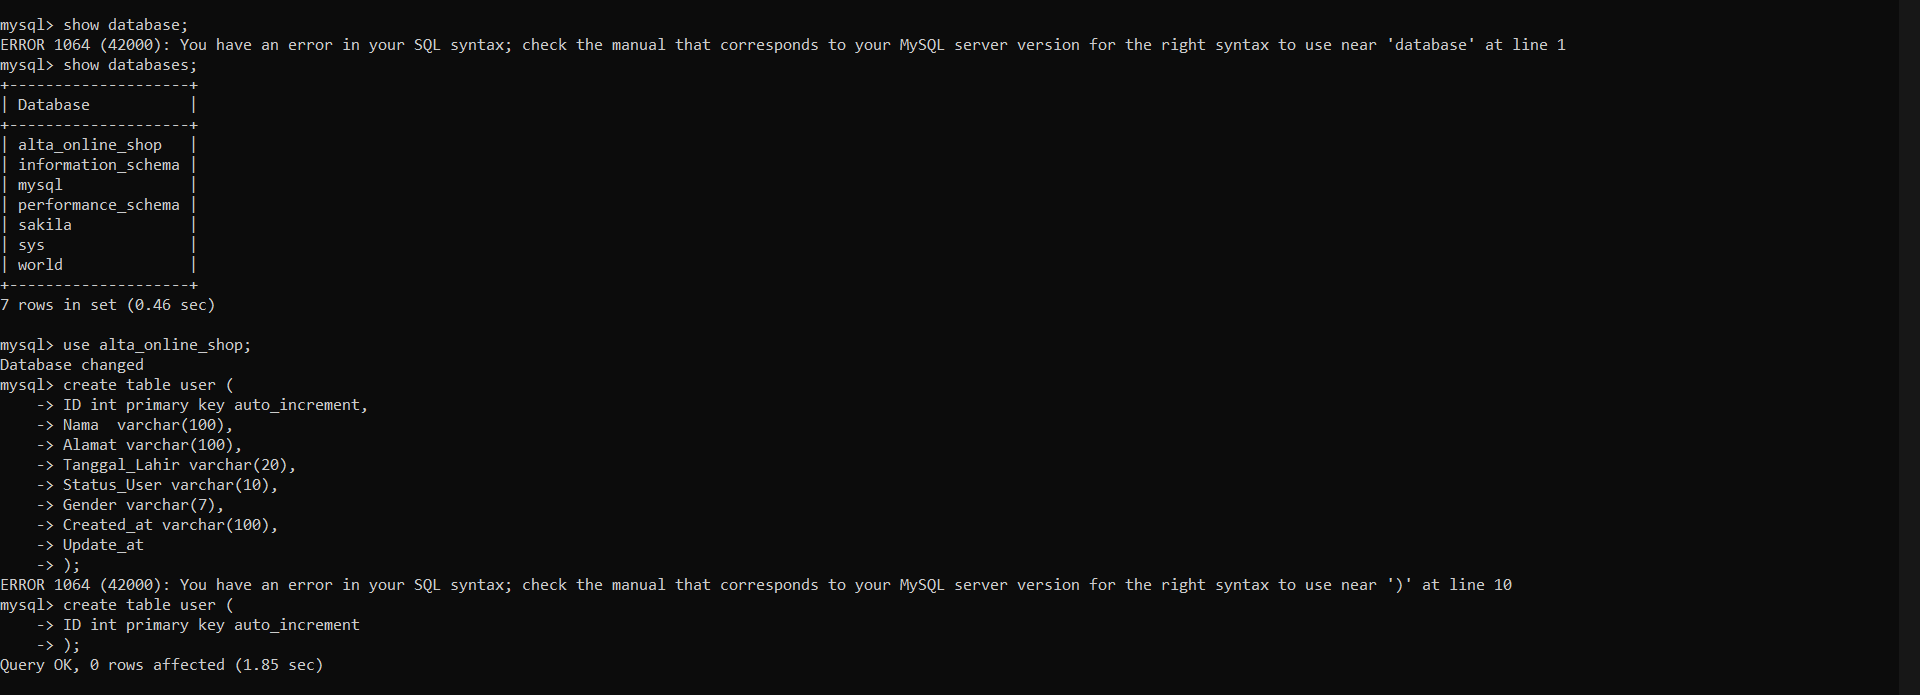 mysql> show database;
ERROR 1064 (42000): You have an error in your SQL syntax; check the manual that corresponds to your MySQL server version for the right syntax to use near 'database' at line 1
mysql> show databases;
+--------------------+
| Database           |
+--------------------+
| alta_online_shop   |
| information_schema |
| mysql              |
| performance_schema |
| sakila             |
| sys                |
| world              |
+--------------------+
7 rows in set (0.46 sec)

mysql> use alta_online_shop;
Database changed
mysql> create table user (
    -> ID int primary key auto_increment,
    -> Nama  varchar(100),
    -> Alamat varchar(100),
    -> Tanggal_Lahir varchar(20),
    -> Status_User varchar(10),
    -> Gender varchar(7),
    -> Created_at varchar(100),
    -> Update_at
    -> );
ERROR 1064 (42000): You have an error in your SQL syntax; check the manual that corresponds to your MySQL server version for the right syntax to use near ')' at line 10
mysql> create table user (
    -> ID int primary key auto_increment
    -> );
Query OK, 0 rows affected (1.85 sec)